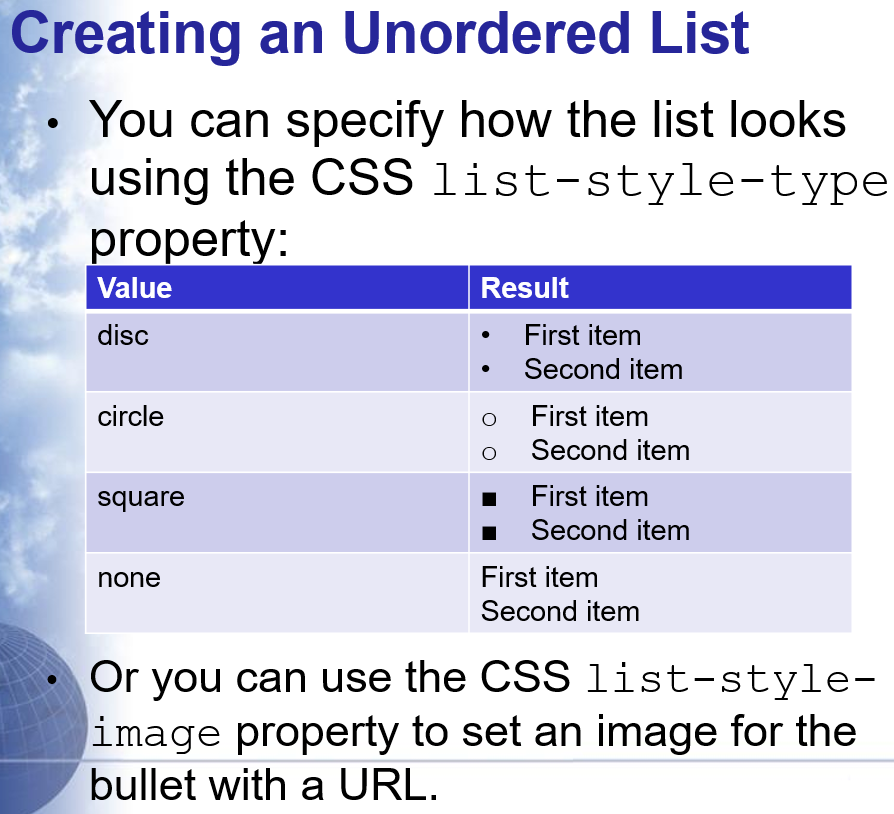 Creating an Unordered List
• You can specify how the list looks
using the CSS list-style-type
property:
Value Result
disc • First item
• Second item
circle ○ First item
○ Second item
square ■ First item
■ Second item
none First item
Second item
• Or you can use the CSS list-style-
image property to set an image for the
bullet with a URL.